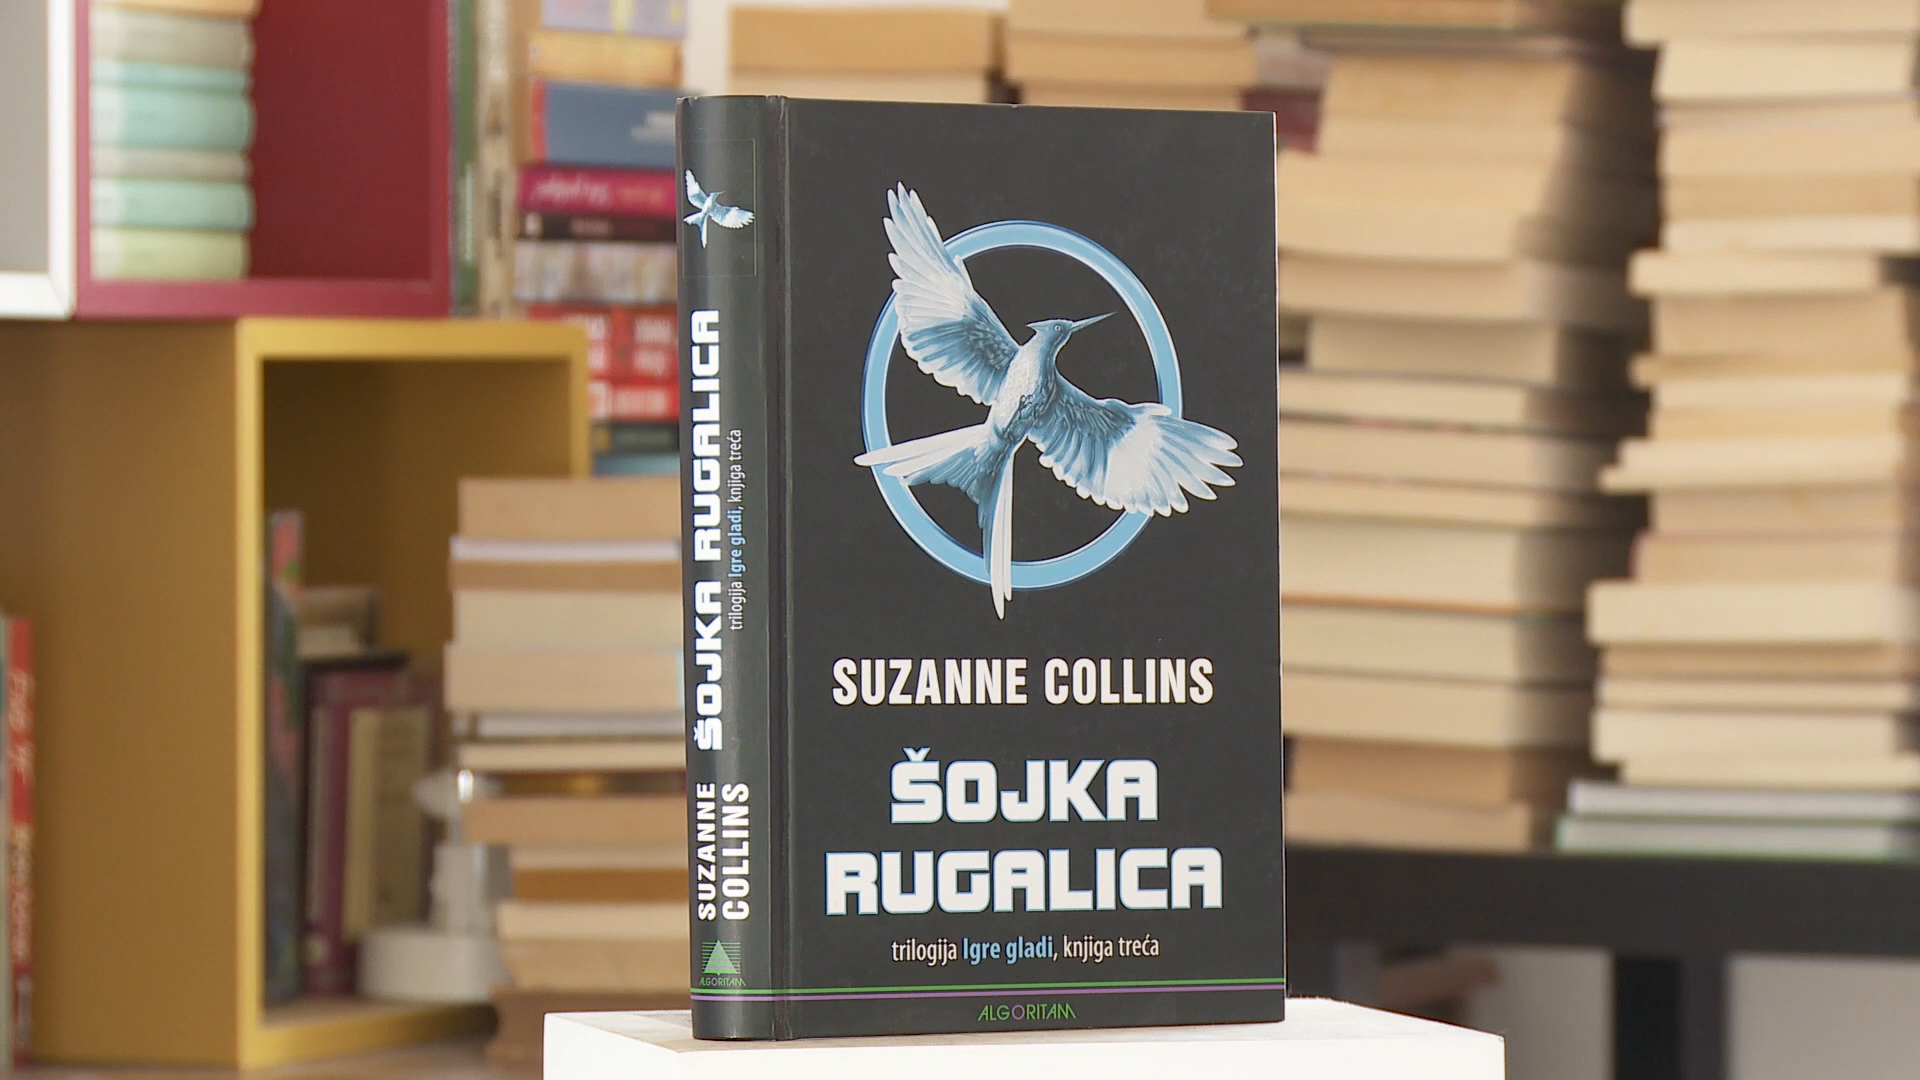 ŠOJKA RUGALICA
trilogija Igre gladi, knjiga treća
SUZANNE
COLLINS
ALGORITAM
SUZANNE COLLINS
ŠOJKA
RUGALICA
trilogija Igre gladi, knjiga treća
ALGORITAM